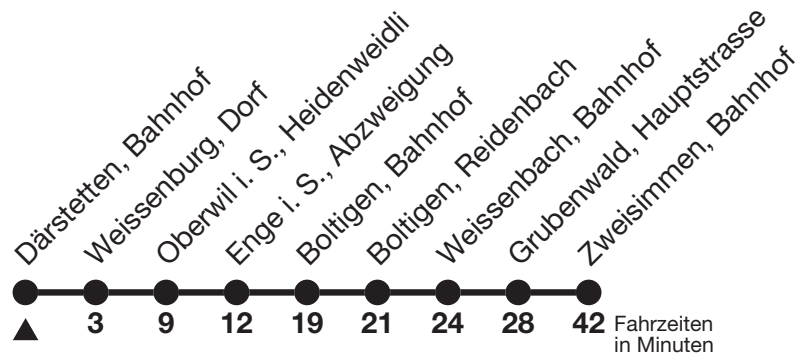 Därstetten, Bahnhof
Weissenburg, Dorf
Oberwil i. S., Heidenweidli
Enge i. S., Abzweigung
Boltigen, Bahnhof
Boltigen, Reidenbach
Weissenbach, Bahnhof
Grubenwald, Hauptstrasse
Zweisimmen, Bahnhof
3 9 12 19 21 24 28 42 Fahrzeiten
in Minuten